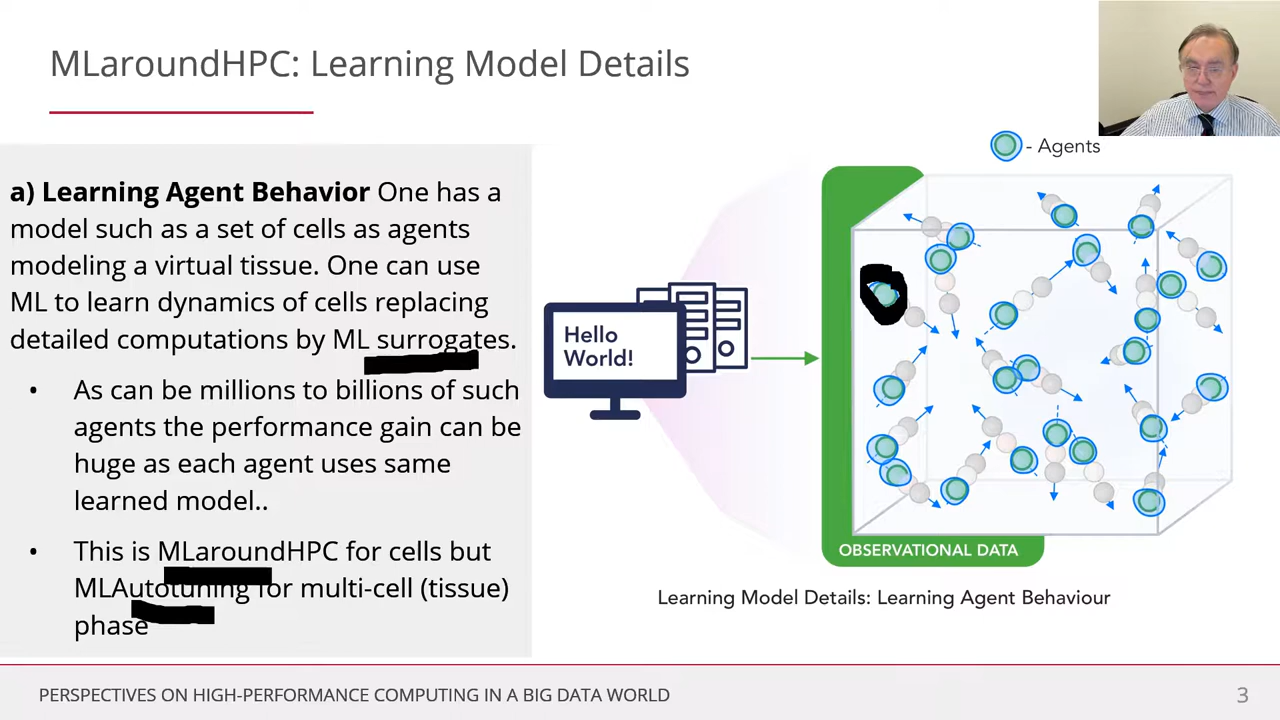 MLaroundHPC: Learning Model Details
- Agents
a) Learning Agent Behavior One has a
model such as a set of cells as agents
modeling a virtual tissue. One can use
ML to learn dynamics of cells replacing
detailed computations by ML surrogates.
• As can be millions to billions of such
agents the performance gain can be
huge as each agent uses same
learned model..
• This is MLaroundHPC for cells but
MLAutotuning for multi-cell (tissue)
phase
Hello
World!
OBSERVATIONAL DATA
Learning Model Details: Learning Agent Behaviour
PERSPECTIVES ON HIGH-PERFORMANCE COMPUTING IN A BIG DATA WORLD
3